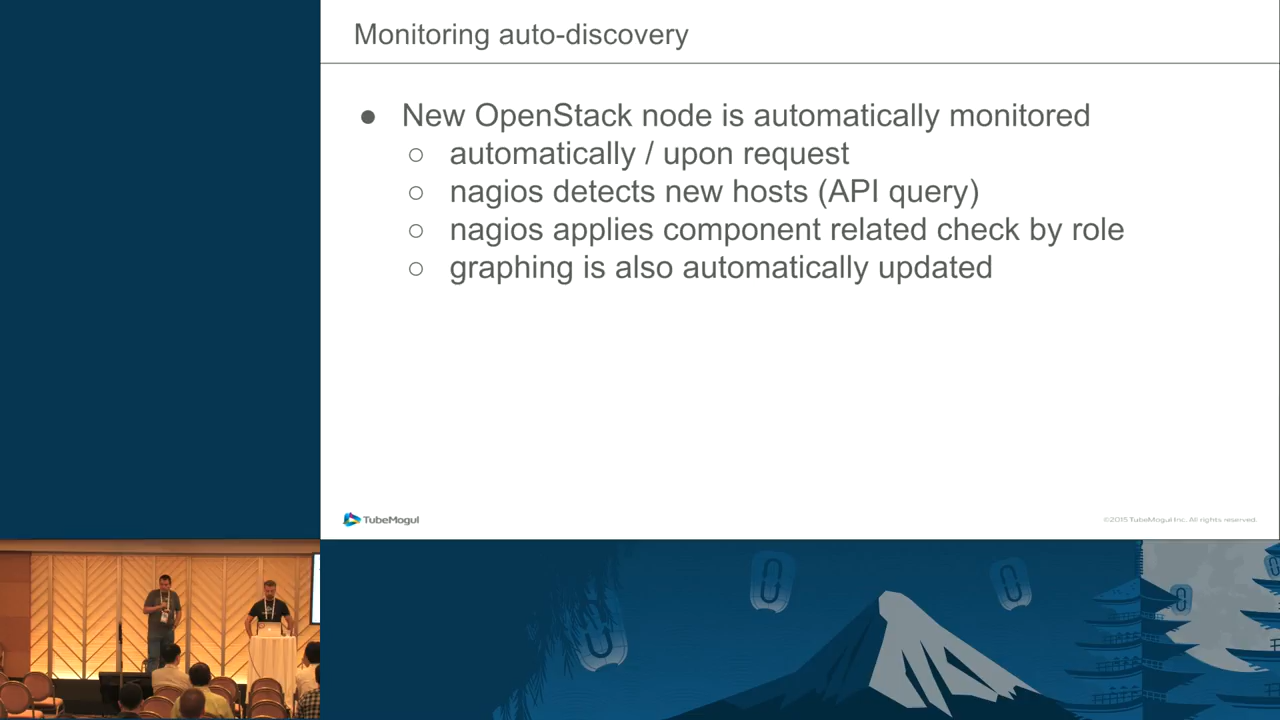 Monitoring auto-discovery
● New OpenStack node is automatically monitored
○ automatically / upon request
○ nagios detects new hosts (API query)
○ nagios applies component related check by role
○ graphing is also automatically updated
TubeMogul
©2015 TubeMogul Inc. All rights reserved.